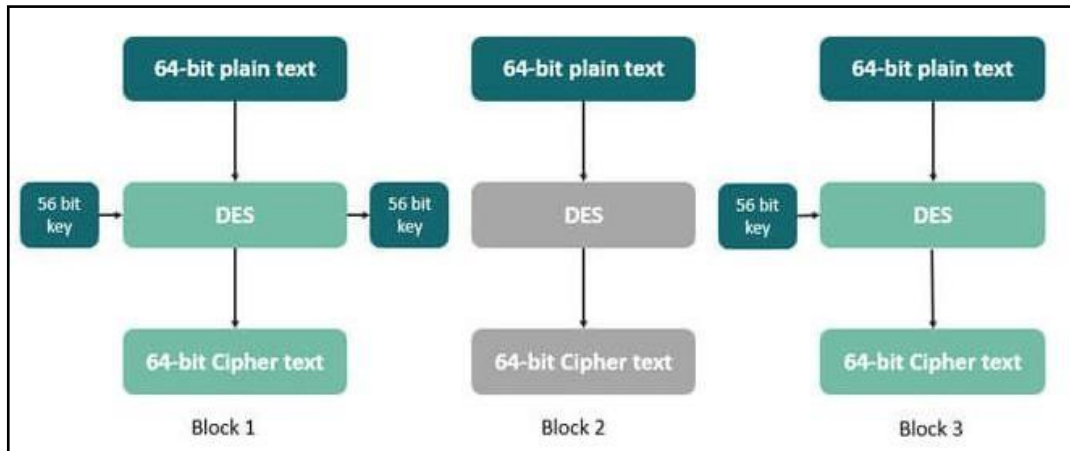 64-bit plain text
64-bit plain text
64-bit plain text
56 bit
key
DES
56 bit
key
DES
56 bit
key
DES
64-bit Cipher text
64-bit Cipher text
64-bit Cipher text
Block 1
Block 2
Block 3